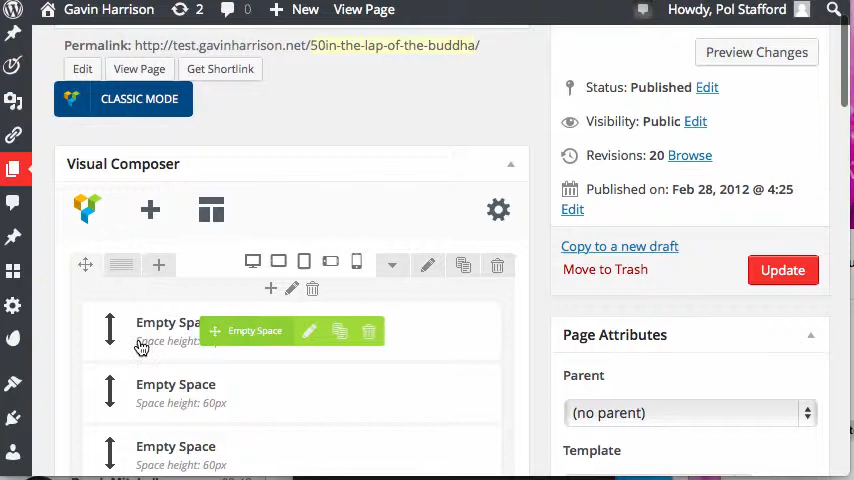 Gavin Harrison 2 0 New View Page Howdy, Pol Stafford
Permalink: http://test.gavinharrison.net/50in-the-lap-of-the-buddha/
Edit View Page Get Shortlink
CLASSIC MODE
Visual Composer
Empty Spa
Space height:
Empty Space
Empty Space
Space height: 60px
Empty Space
Space height: 60px
Preview Changes
Status: Published Edit
Visibility: Public Edit
Revisions: 20 Browse
Published on: Feb 28, 2012 @ 4:25
Edit
Copy to a new draft
Move to Trash
Update
Page Attributes
Parent
(no parent)
Template